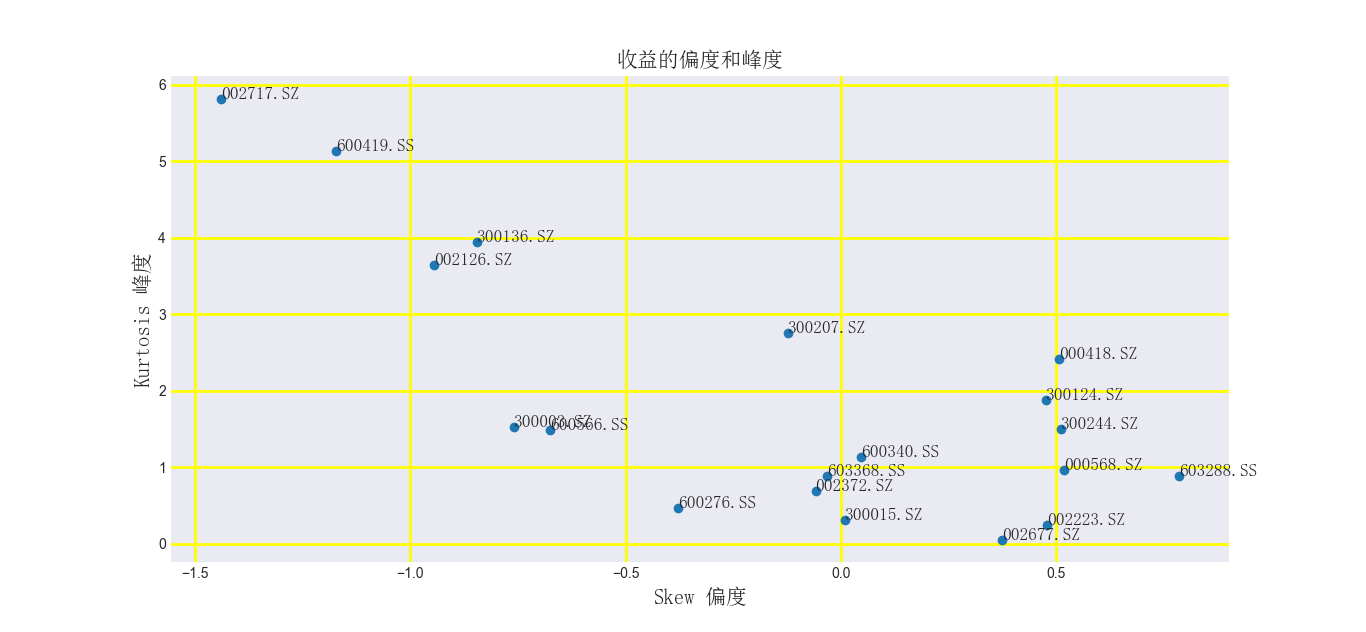 收益的偏度和峰度
6
002717.SZ
600419.SS
5
4
300136.SZ
002126.SZ
Kurtosis 峰度
3
300207.SZ
000418.SZ
2
300124.SZ
300003.SZ
600566.SS
300244.SZ
600340.SS
1
000568.SZ
603368.SS
603288.SS
002372.SZ
600276.SS
300015.SZ
002223.SZ
002677.SZ
0
−1.5
−1.0
−0.5
0.0
0.5
Skew 偏度